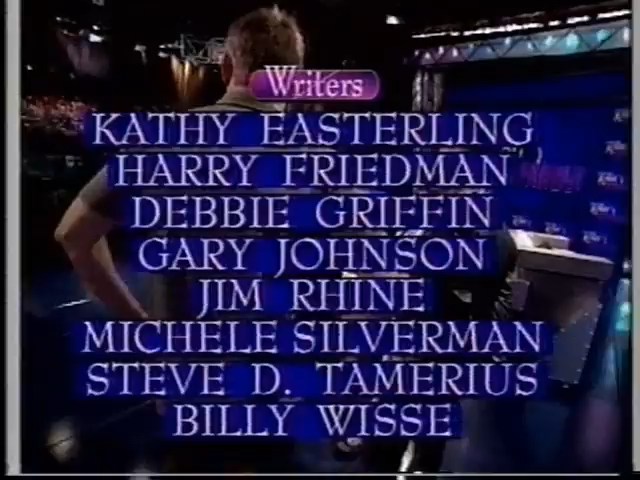 Writers
KATHY EASTERLING
HARRY FRIEDMAN
DEBBIE GRIFFIN
GARY JOHNSON
JIM RHINE
MICHELE SILVERMAN
STEVE D. TAMERIUS
BILLY WISSE